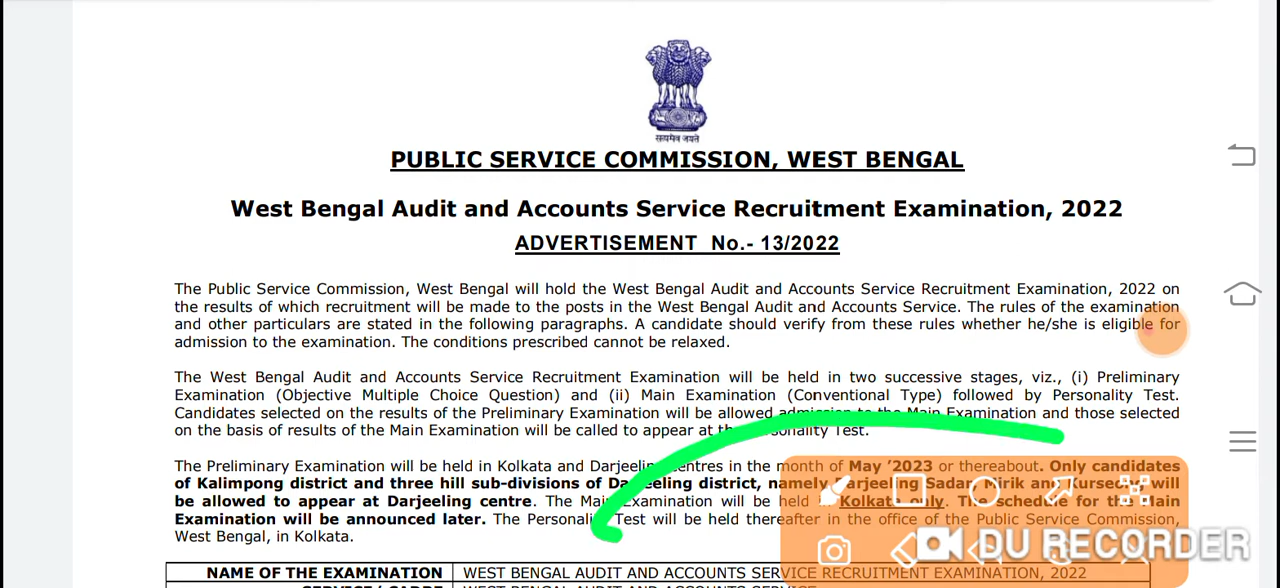 सत्यमेव जयते
PUBLIC SERVICE COMMISSION, WEST BENGAL
West Bengal Audit and Accounts Service Recruitment Examination, 2022
ADVERTISEMENT No.- 13/2022
The Public Service Commission, West Bengal will hold the West Bengal Audit and Accounts Service Recruitment Examination, 2022 on
the results of which recruitment will be made to the posts in the West Bengal Audit and Accounts Service. The rules of the examination
and other particulars are stated in the following paragraphs. A candidate should verify from these rules whether he/she is eligible for
admission to the examination. The conditions prescribed cannot be relaxed.
The West Bengal Audit and Accounts Service Recruitment Examination will be held in two successive stages, viz., (i) Preliminary
Examination (Objective Multiple Choice Question) and (ii) Main Examination (Conventional Type) followed by Personality Test.
Candidates selected on the results of the Preliminary Examination will be allowed admission to the Main Examination and those selected
on the basis of results of the Main Examination will be called to appear at the Personality Test.
The Preliminary Examination will be held in Kolkata and Darjeeling centres in the month of May '2023 or thereabout. Only candidates
of Kalimpong district and three hill sub-divisions of Darjeeling district, namely Darjeeling Sadar, Mirik and Kurseong will
be allowed to appear at Darjeeling centre. The Main Examination will be held in Kolkata only. The schedule for the Main
Examination will be announced later. The Personality Test will be held thereafter in the office of the Public Service Commission,
West Bengal, in Kolkata.
DU RECORDER
NAME OF THE EXAMINATION WEST BENGAL AUDIT AND ACCOUNTS SERVICE RECRUITMENT EXAMINATION, 2022